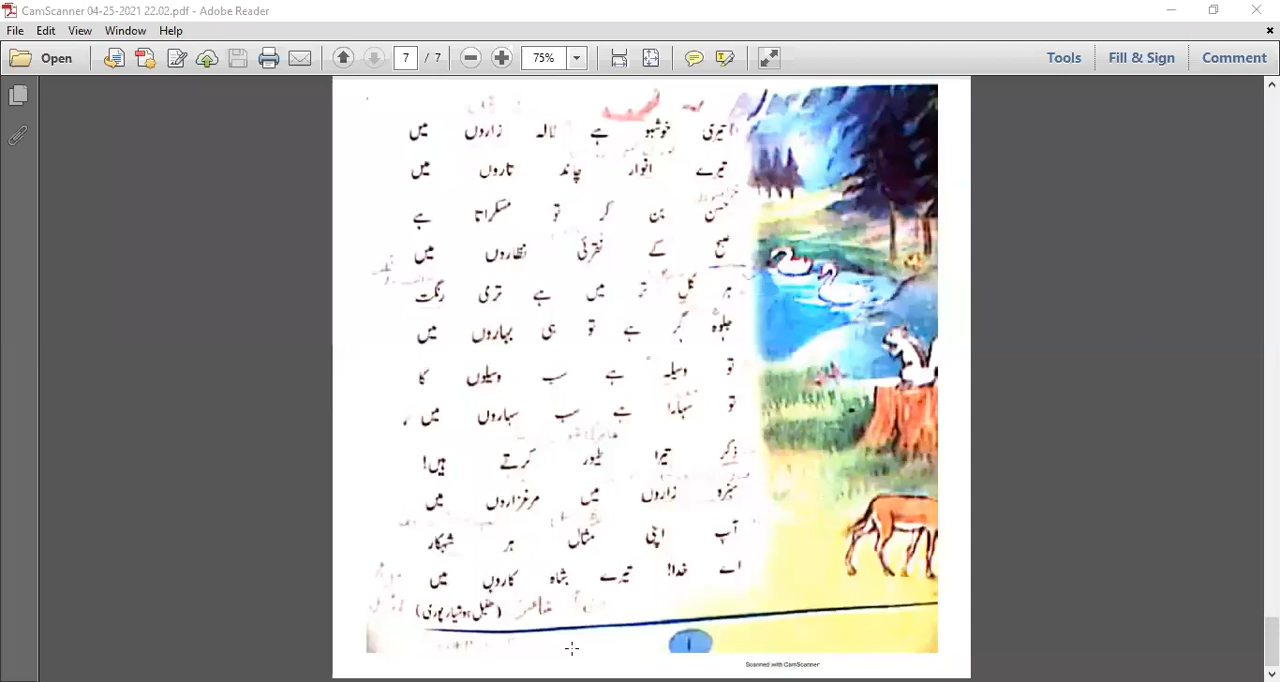 CamScanner 04-25-2021 22.02.pdf - Adobe Reader
File Edit View Window Help
Open 7 / 7 75% Tools Fill & Sign Comment
تیری خوشبو ہے لالہ زاروں میں
تیرے انوار چاند تاروں میں
حسن بن کر تو مسکراتا ہے
صبح کے نقرئی نظاروں میں
ہر گلِ تر میں ہے تری رنگت
جلوہ گر ہے تو ہی بہاروں میں
تو وسیلہ ہے سب وسیلوں کا
تو سہارا ہے سب سہاروں میں
ذکر تیرا طیور کرتے ہیں!
سبزہ زاروں میں مرغزاروں میں
آپ اپنی مثال ہر شہکار
اے خدا! تیرے شاہ کاروں میں
شاعر (طفیل ہوشیارپوری)
1
Scanned with CamScanner